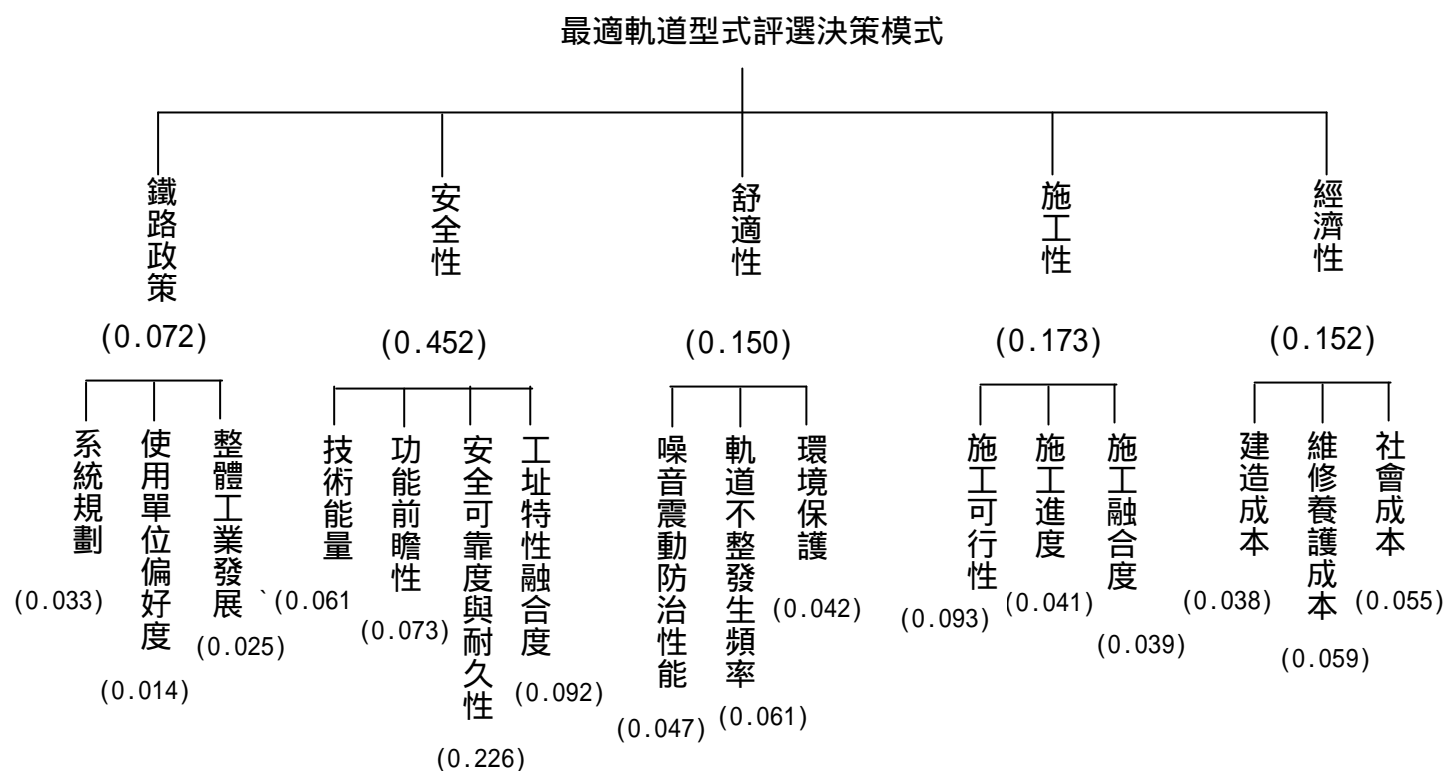 最適軌道型式評選決策模式
鐵路政策
安全性
舒適性
施工性
經濟性
(0.072)
(0.452)
(0.150)
(0.173)
(0.152)
系統規劃
使用單位偏好度
整體工業發展
技術能量
功能前瞻性
安全可靠度與耐久性
工址特性融合度
噪音震動防治性能
軌道不整發生頻率
環境保護
施工可行性
施工進度
施工融合度
建造成本
維修養護成本
社會成本
(0.033)
(0.014)
(0.025)
`(0.061
(0.073)
(0.226)
(0.092)
(0.047)
(0.061)
(0.042)
(0.093)
(0.041)
(0.039)
(0.038)
(0.059)
(0.055)